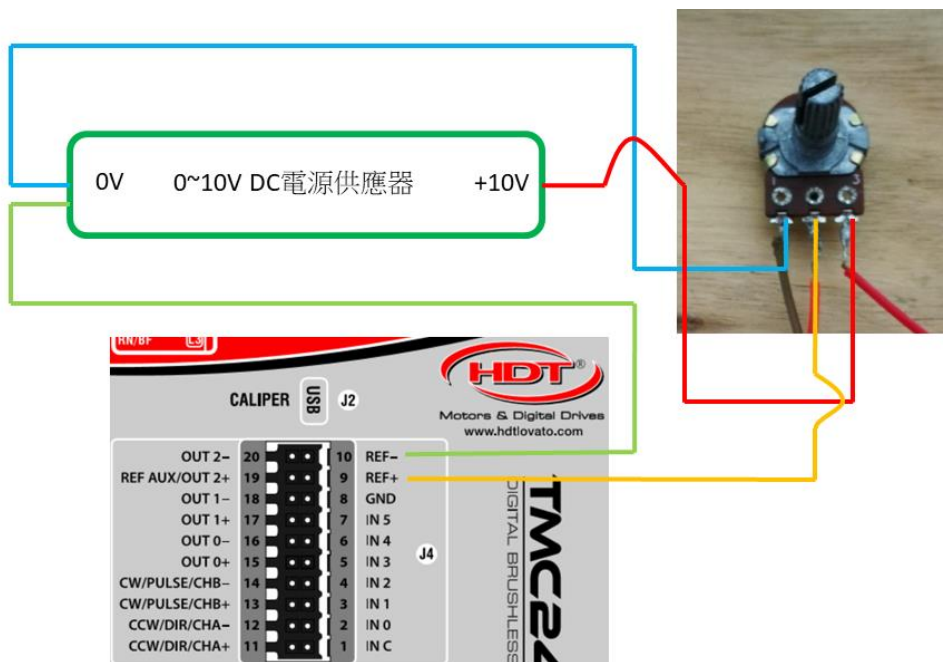 0V 0~10V DC電源供應器 +10V
3
RN/BF L3
CALIPER USB J2
HDT®
Motors & Digital Drives
www.hdtlovato.com
OUT 2− 20 10 REF−
REF AUX/OUT 2+ 19 9 REF+
OUT 1− 18 8 GND
OUT 1+ 17 7 IN 5
OUT 0− 16 6 IN 4
OUT 0+ 15 5 IN 3
J4
CW/PULSE/CHB− 14 4 IN 2
CW/PULSE/CHB+ 13 3 IN 1
CCW/DIR/CHA− 12 2 IN 0
CCW/DIR/CHA+ 11 1 IN C
TMC24
DIGITAL BRUSHLESS